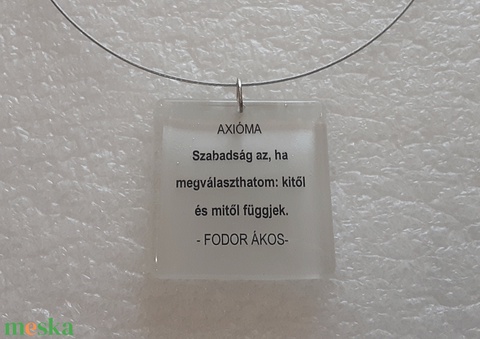 AXIÓMA
Szabadság az, ha
megválaszthatom: kitől
és mitől függjek.
- FODOR ÁKOS-
meska